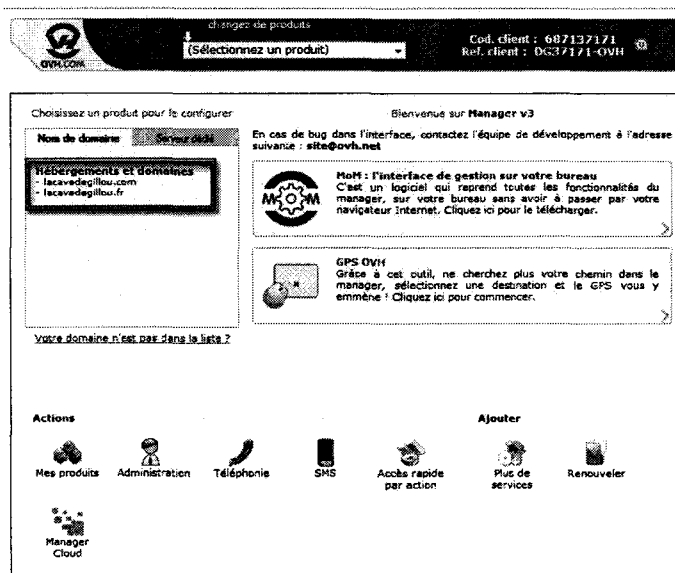 changez de produits
OVH.COM
(Sélectionnez un produit)
Cod. client : 687137171
Ref. client : DG37171-OVH
Choisissez un produit pour le configurer
Bienvenue sur Manager v3
Nom de domaine
Serveur dédié
En cas de bug dans l'interface, contactez l'équipe de développement à l'adresse
suivante : site@ovh.net
Hébergements et domaines
- lacavedegillou.com
- lacavedegillou.fr
MoM
MoM : l'interface de gestion sur votre bureau
C'est un logiciel qui reprend toutes les fonctionnalités du
manager, sur votre bureau sans avoir à passer par votre
navigateur Internet. Cliquez ici pour le télécharger.
GPS OVH
Grâce à cet outil, ne cherchez plus votre chemin dans le
manager, sélectionnez une destination et le GPS vous y
emmène ! Cliquez ici pour commencer.
Votre domaine n'est pas dans la liste ?
Actions
Ajouter
Mes produits
Administration
Téléphonie
SMS
Accès rapide
par action
Plus de
services
Renouveler
Manager
Cloud